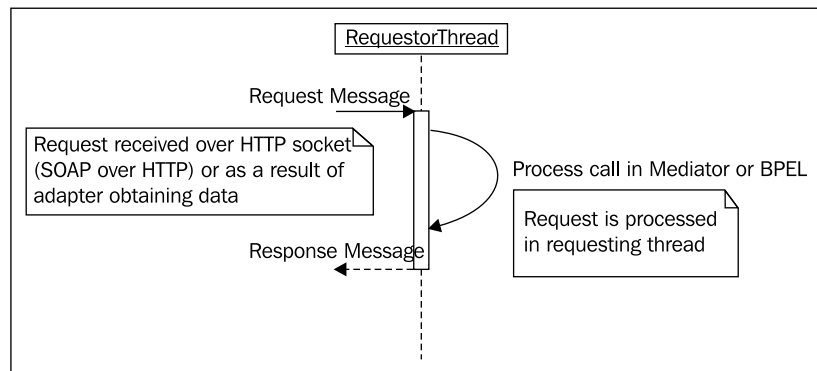 RequestorThread
Request Message
Request received over HTTP socket
(SOAP over HTTP) or as a result of
adapter obtaining data
Process call in Mediator or BPEL
Request is processed
in requesting thread
Response Message